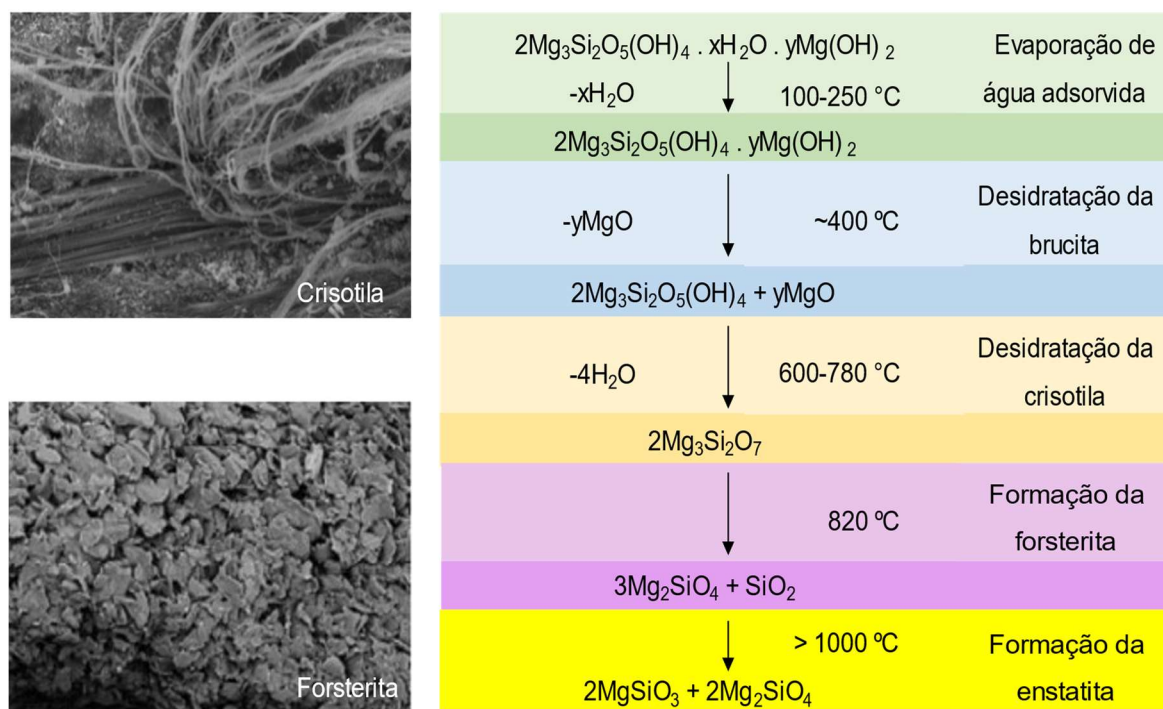 Crisotila
Forsterita
2Mg₃Si₂O₅(OH)₄ . xH₂O . yMg(OH) ₂
Evaporação de
água adsorvida
-xH₂O
100-250 °C
2Mg₃Si₂O₅(OH)₄ . yMg(OH) ₂
Desidratação da
brucita
-yMgO
~400 ºC
2Mg₃Si₂O₅(OH)₄ + yMgO
Desidratação da
crisotila
-4H₂O
600-780 °C
2Mg₃Si₂O₇
Formação da
forsterita
820 ºC
3Mg₂SiO₄ + SiO₂
> 1000 ºC
Formação da
enstatita
2MgSiO₃ + 2Mg₂SiO₄